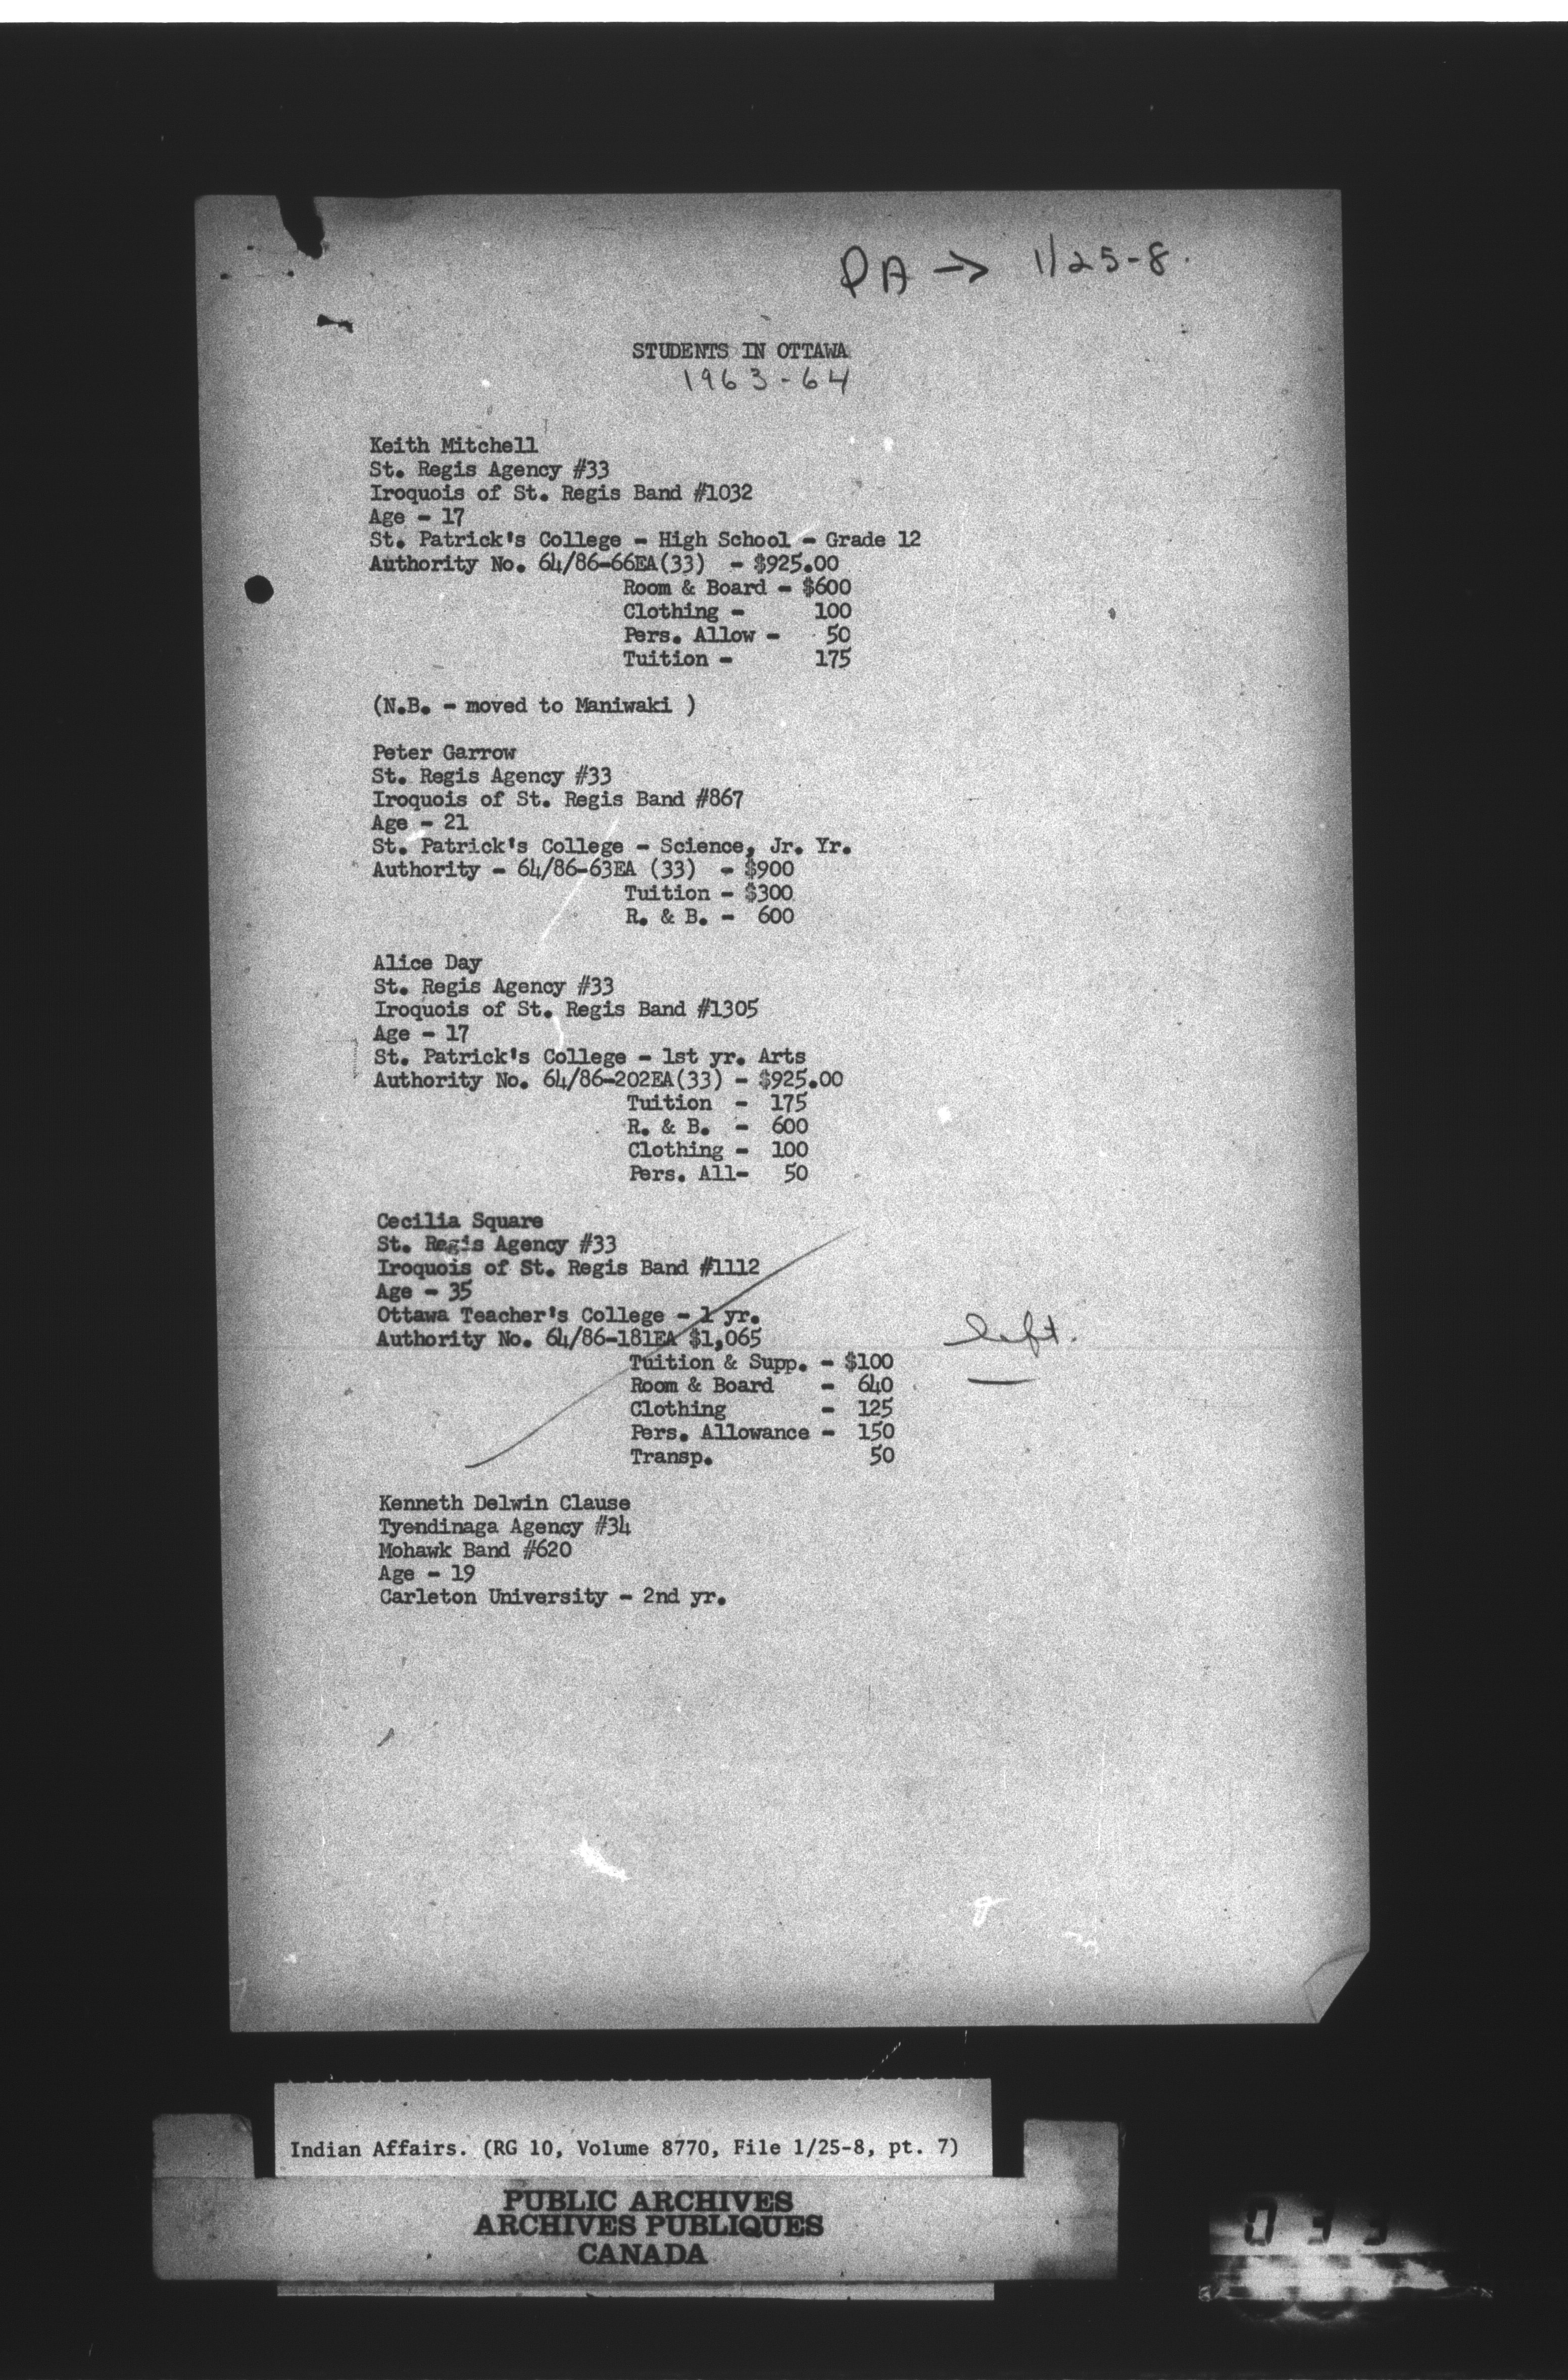 PA → 1/25-8.
STUDENTS IN OTTAWA
1963-64
Keith Mitchell
St. Regis Agency #33
Iroquois of St. Regis Band #1032
Age - 17
St. Patrick's College - High School - Grade 12
Authority No. 64/86-66EA(33) - $925.00
Room & Board - $600
Clothing - 100
Pers. Allow - 50
Tuition - 175
(N.B. - moved to Maniwaki )
Peter Garrow
St. Regis Agency #33
Iroquois of St. Regis Band #867
Age - 21
St. Patrick's College - Science, Jr. Yr.
Authority - 64/86-63EA (33) - $900
Tuition - $300
R. & B. - 600
Alice Day
St. Regis Agency #33
Iroquois of St. Regis Band #1305
Age - 17
St. Patrick's College - 1st yr. Arts
Authority No. 64/86-202EA(33) - $925.00
Tuition - 175
R. & B. - 600
Clothing - 100
Pers. All- 50
Cecilia Square
St. Regis Agency #33
Iroquois of St. Regis Band #1112
Age - 35
Ottawa Teacher's College - 1 yr.
Authority No. 64/86-181EA $1,065
left.
Tuition & Supp. - $100
Room & Board - 640
Clothing - 125
Pers. Allowance - 150
Transp. 50
Kenneth Delwin Clause
Tyendinaga Agency #34
Mohawk Band #620
Age - 19
Carleton University - 2nd yr.
Indian Affairs. (RG 10, Volume 8770, File 1/25-8, pt. 7)
PUBLIC ARCHIVES
ARCHIVES PUBLIQUES
CANADA
033